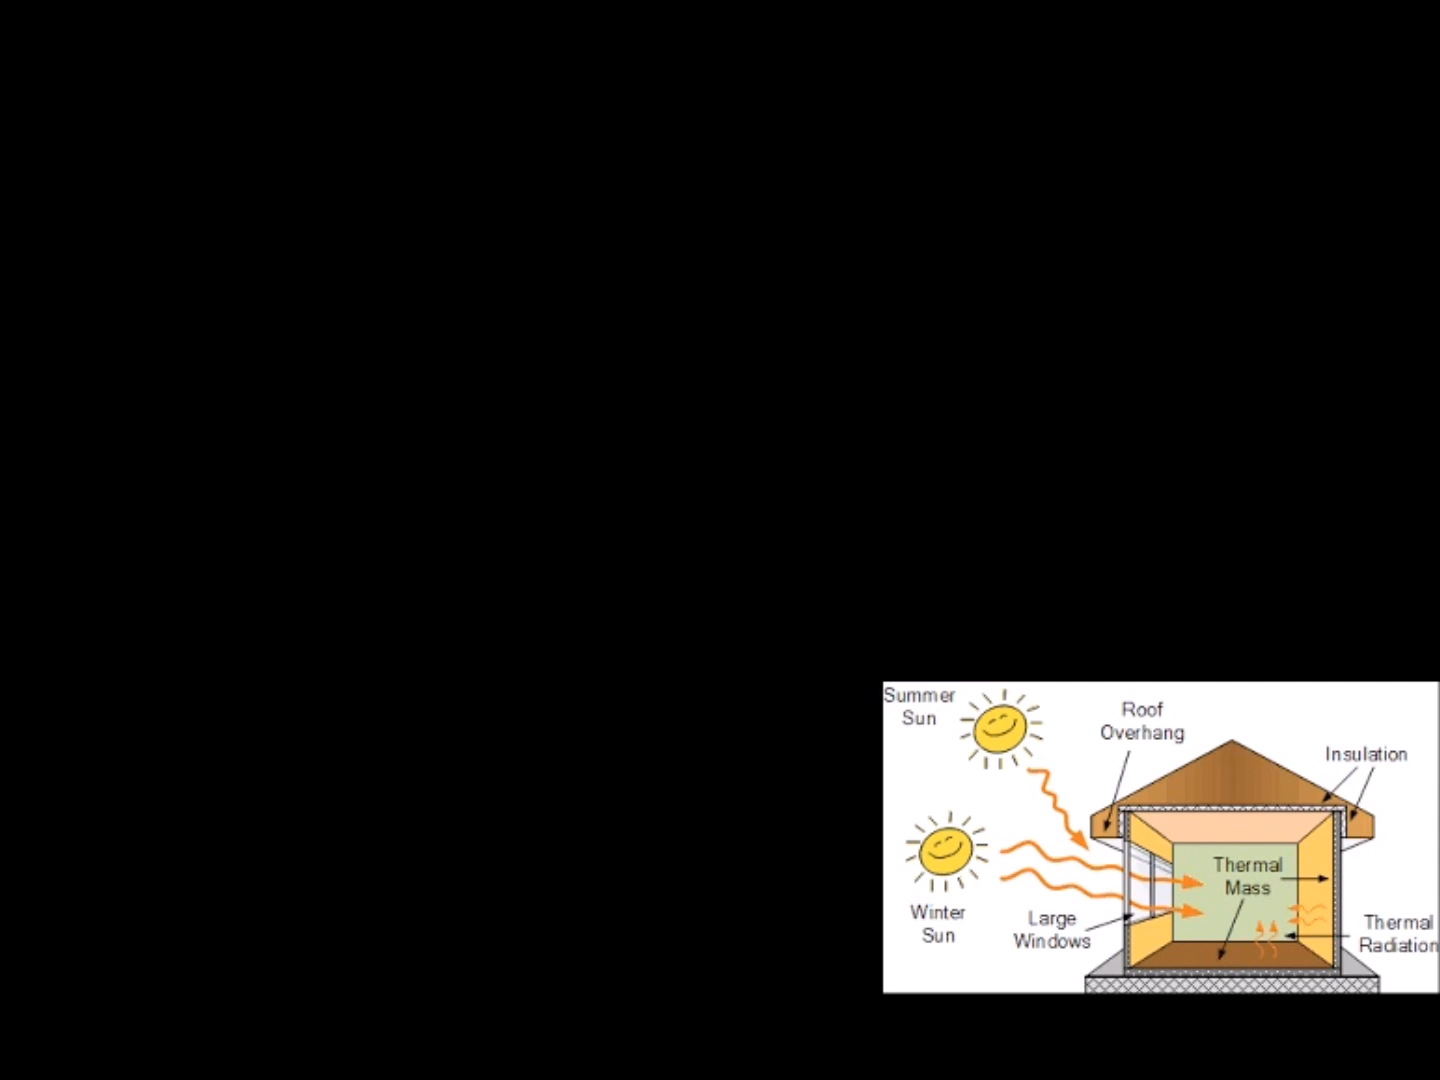 Summer
Sun
Roof
Overhang
Insulation
Thermal
Mass
Winter
Sun
Large
Windows
Thermal
Radiation